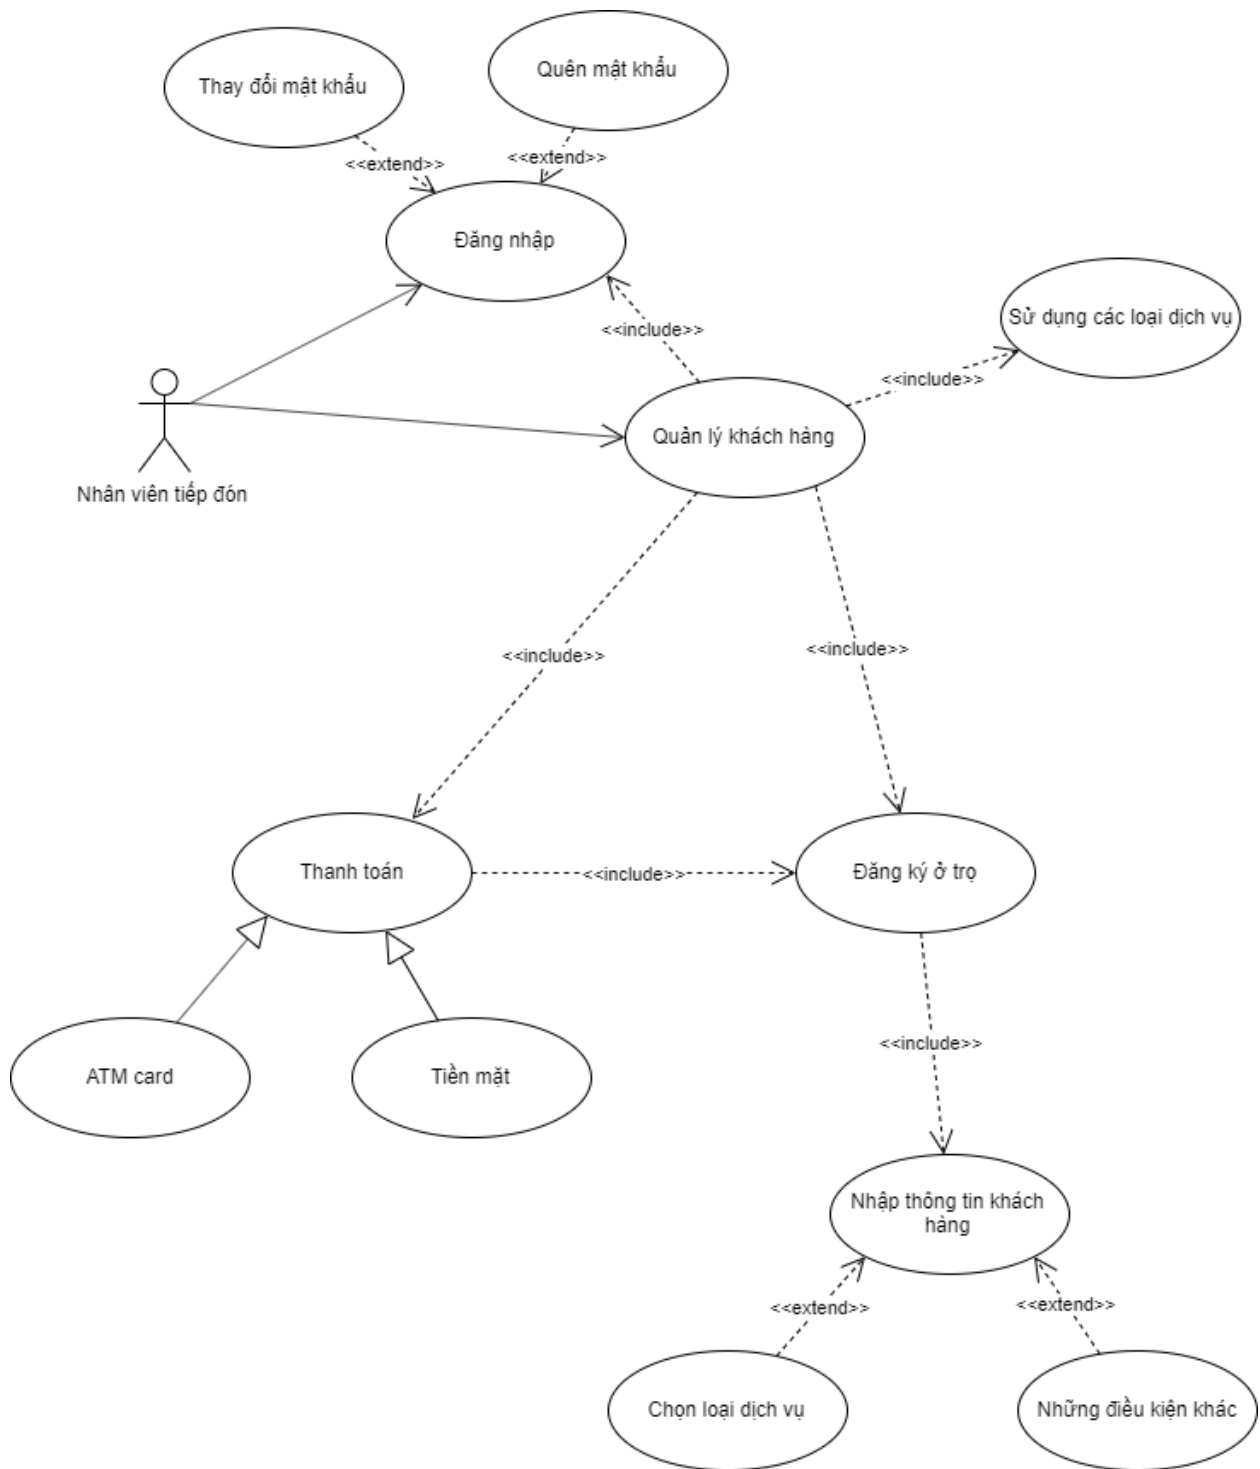 Quên mật khẩu
Thay đổi mật khẩu
<<extend>>
<<extend>>
Đăng nhập
Sử dụng các loại dịch vụ
<<include>>
<<include>>
Quản lý khách hàng
Nhân viên tiếp đón
<<include>>
<<include>>
Thanh toán
<<include>>
Đăng ký ở trọ
<<include>>
ATM card
Tiền mặt
Nhập thông tin khách
hàng
<<extend>>
<<extend>>
Chọn loại dịch vụ
Những điều kiện khác